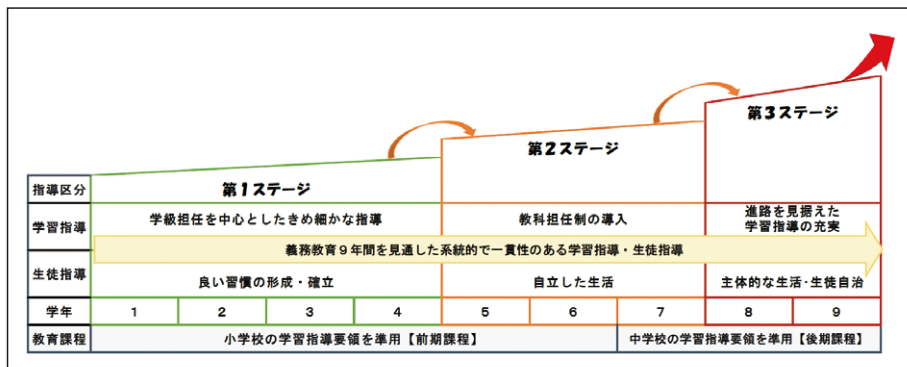 第3ステージ
第2ステージ
指導区分 第1ステージ
学習指導 学級担任を中心としたきめ細かな指導 教科担任制の導入 進路を見据えた
学習指導の充実
義務教育9年間を見通した系統的で一貫性のある学習指導・生徒指導
生徒指導 良い習慣の形成・確立 自立した生活 主体的な生活・生徒自治
学年 1 2 3 4 5 6 7 8 9
教育課程 小学校の学習指導要領を準用【前期課程】 中学校の学習指導要領を準用【後期課程】